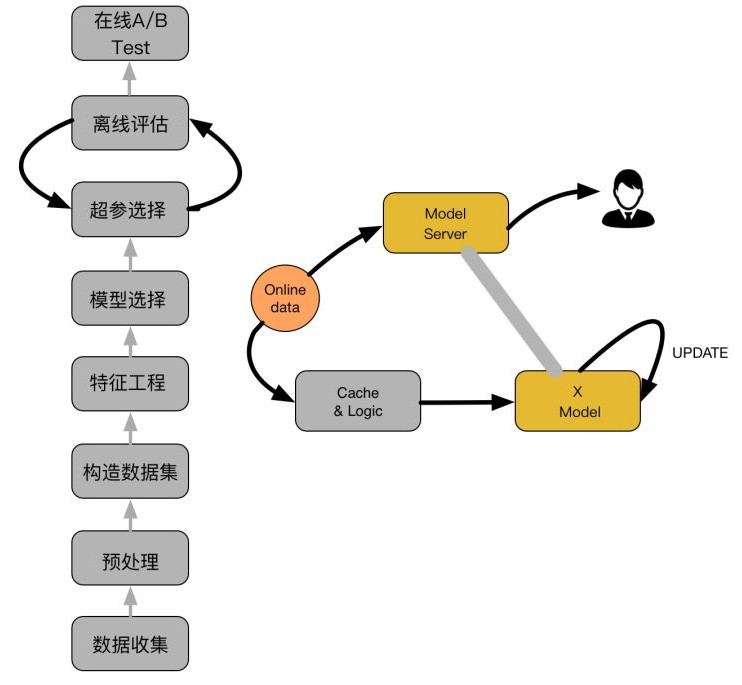 在线A/B
Test
离线评估
超参选择
模型选择
特征工程
构造数据集
预处理
数据收集
Model
Server
Online
data
Cache
& Logic
X
Model
UPDATE